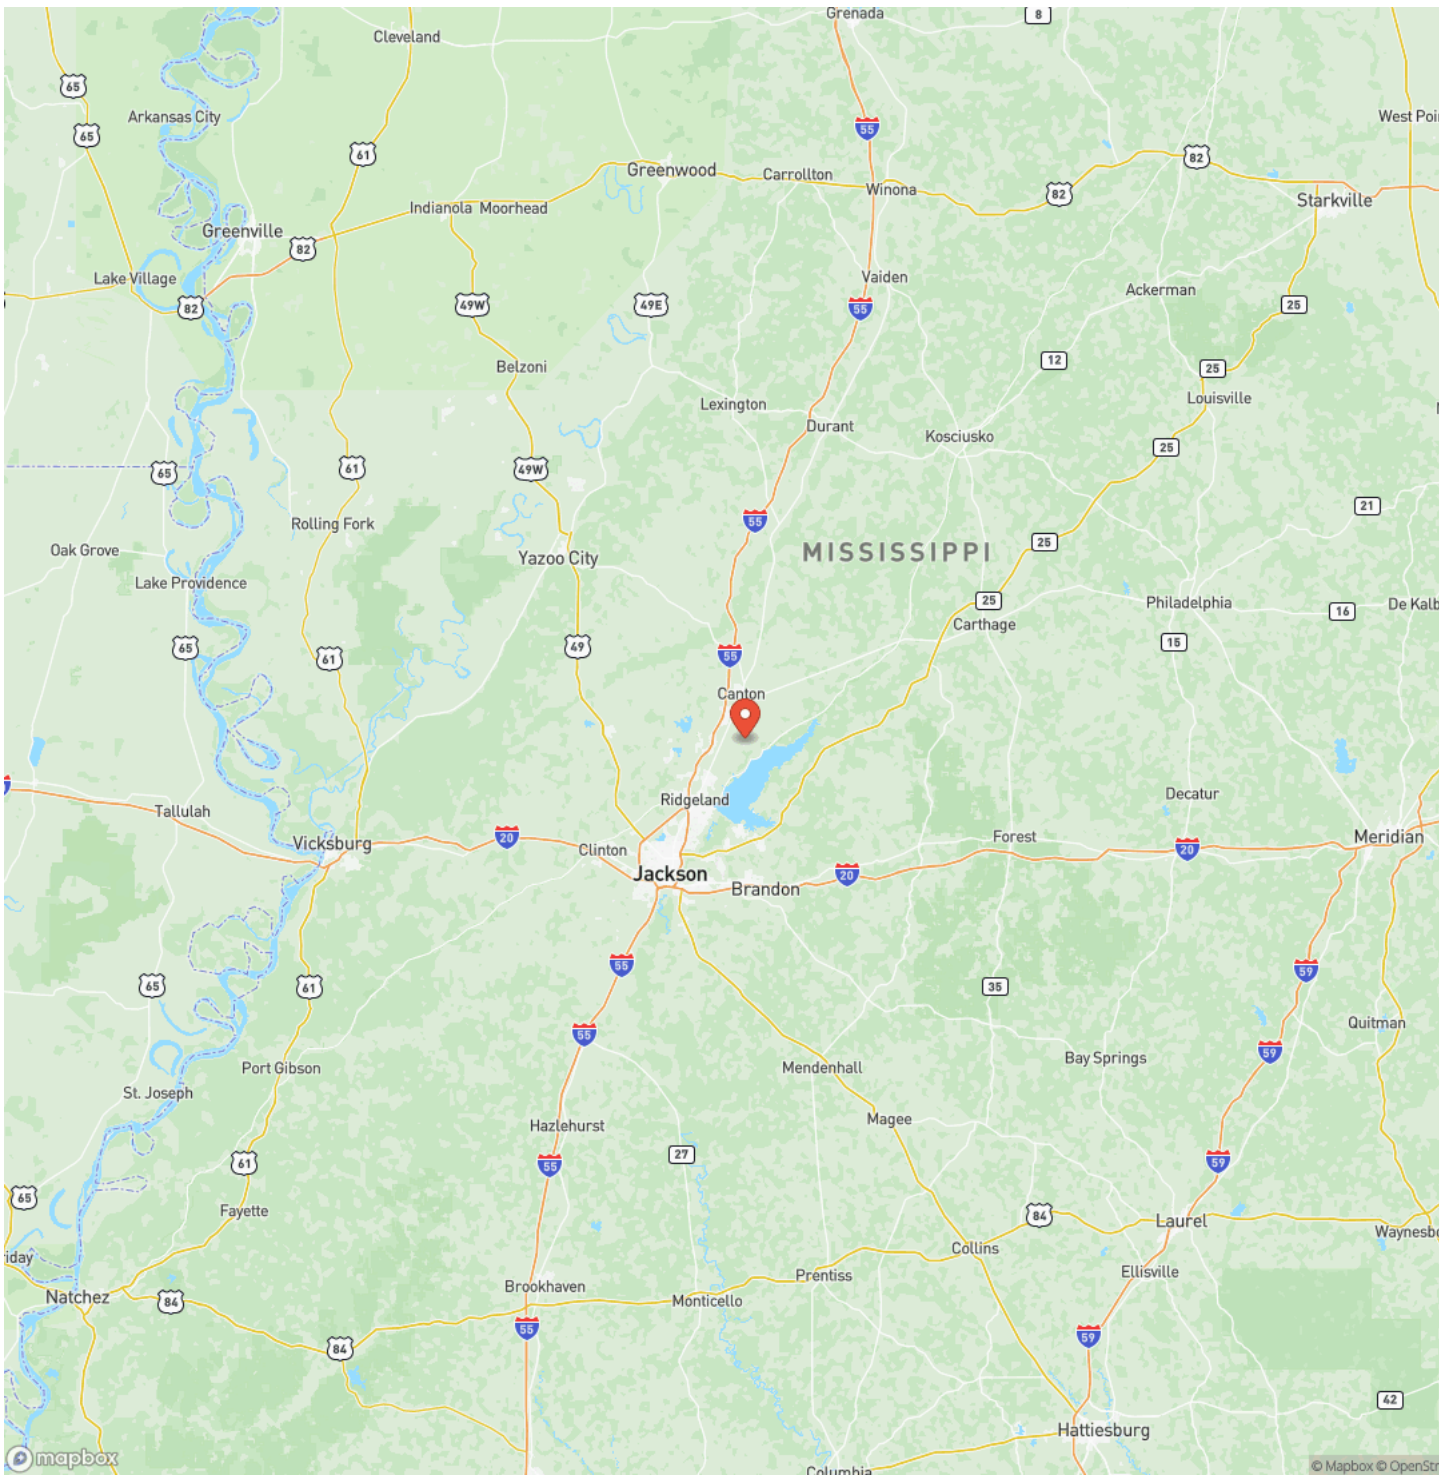 Grenada
8
Cleveland
65
Arkansas City
65
55
West Poi
61
82
Greenwood
Carrollton
Winona
82
Starkville
Indianola Moorhead
Greenville
82
Lake Village
Vaiden
Ackerman
82
49W
49E
55
25
12
Belzoni
25
Louisville
Lexington
Durant
Kosciusko
25
65
61
49W
21
Rolling Fork
55
Oak Grove
Yazoo City
MISSISSIPPI
25
Lake Providence
25
Philadelphia
16
De Kalb
Carthage
65
49
15
61
55
Canton
Ridgeland
Decatur
Tallulah
Vicksburg
20
Clinton
Forest
20
Meridian
Jackson
20
Brandon
55
59
65
61
35
55
Quitman
59
Port Gibson
Mendenhall
Bay Springs
St. Joseph
Hazlehurst
Magee
27
61
55
59
65
Fayette
84
Laurel
Waynesbo
Collins
riday
Ellisville
Natchez
84
Brookhaven
Prentiss
Monticello
55
84
59
42
Hattiesburg
mapbox
Columbia
© Mapbox © OpenStr